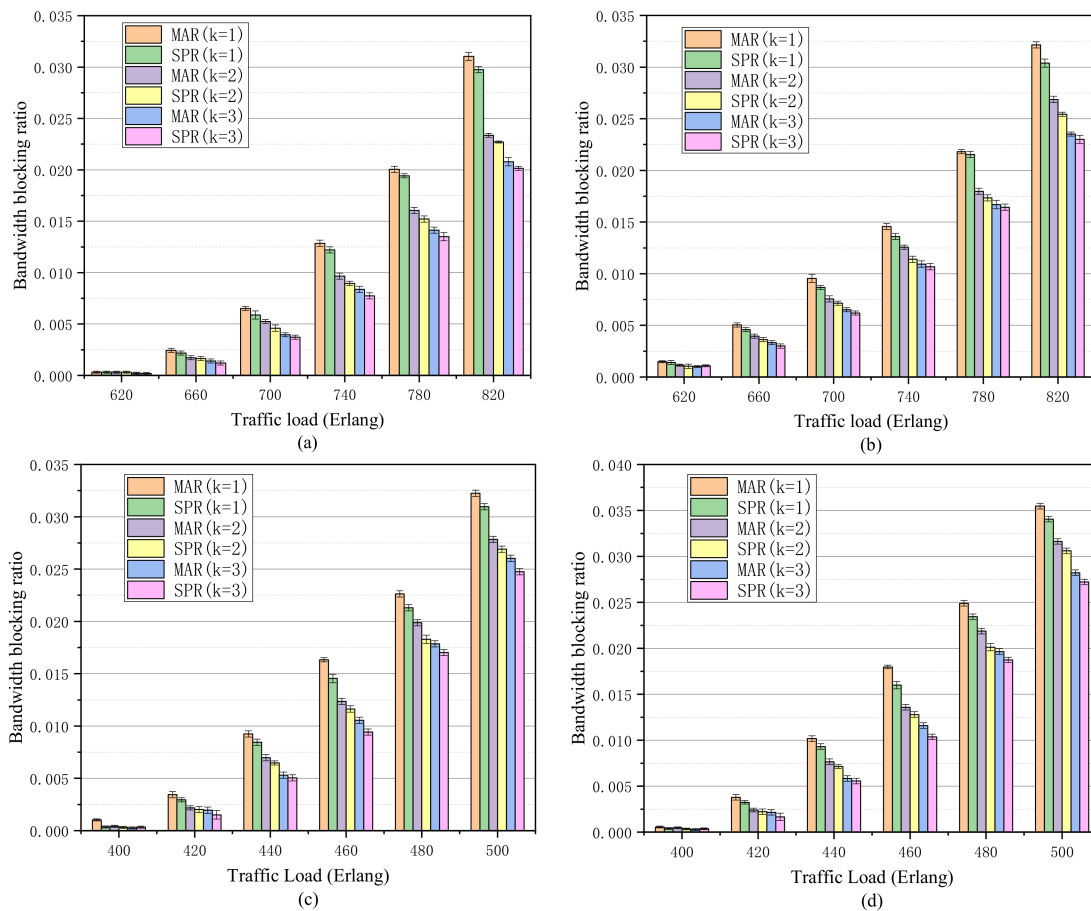 0. 035
0. 030
0. 025
0. 020
0. 015
0. 010
0. 005
0. 000
Bandwidth blocking ratio
MAR(k=1)
SPR(k=1)
MAR(k=2)
SPR(k=2)
MAR(k=3)
SPR(k=3)
620 660 700 740 780 820
Traffic load (Erlang)
(a)
0. 035
0. 030
0. 025
0. 020
0. 015
0. 010
0. 005
0. 000
Bandwidth blocking ratio
MAR(k=1)
SPR(k=1)
MAR(k=2)
SPR(k=2)
MAR(k=3)
SPR(k=3)
620 660 700 740 780 820
Traffic load (Erlang)
(b)
0. 035
0. 030
0. 025
0. 020
0. 015
0. 010
0. 005
0. 000
Bandwidth blocking ratio
MAR(k=1)
SPR(k=1)
MAR(k=2)
SPR(k=2)
MAR(k=3)
SPR(k=3)
400 420 440 460 480 500
Traffic Load (Erlang)
(c)
0. 040
0. 035
0. 030
0. 025
0. 020
0. 015
0. 010
0. 005
0. 000
Bandwidth blocking ratio
MAR(k=1)
SPR(k=1)
MAR(k=2)
SPR(k=2)
MAR(k=3)
SPR(k=3)
400 420 440 460 480 500
Traffic Load (Erlang)
(d)